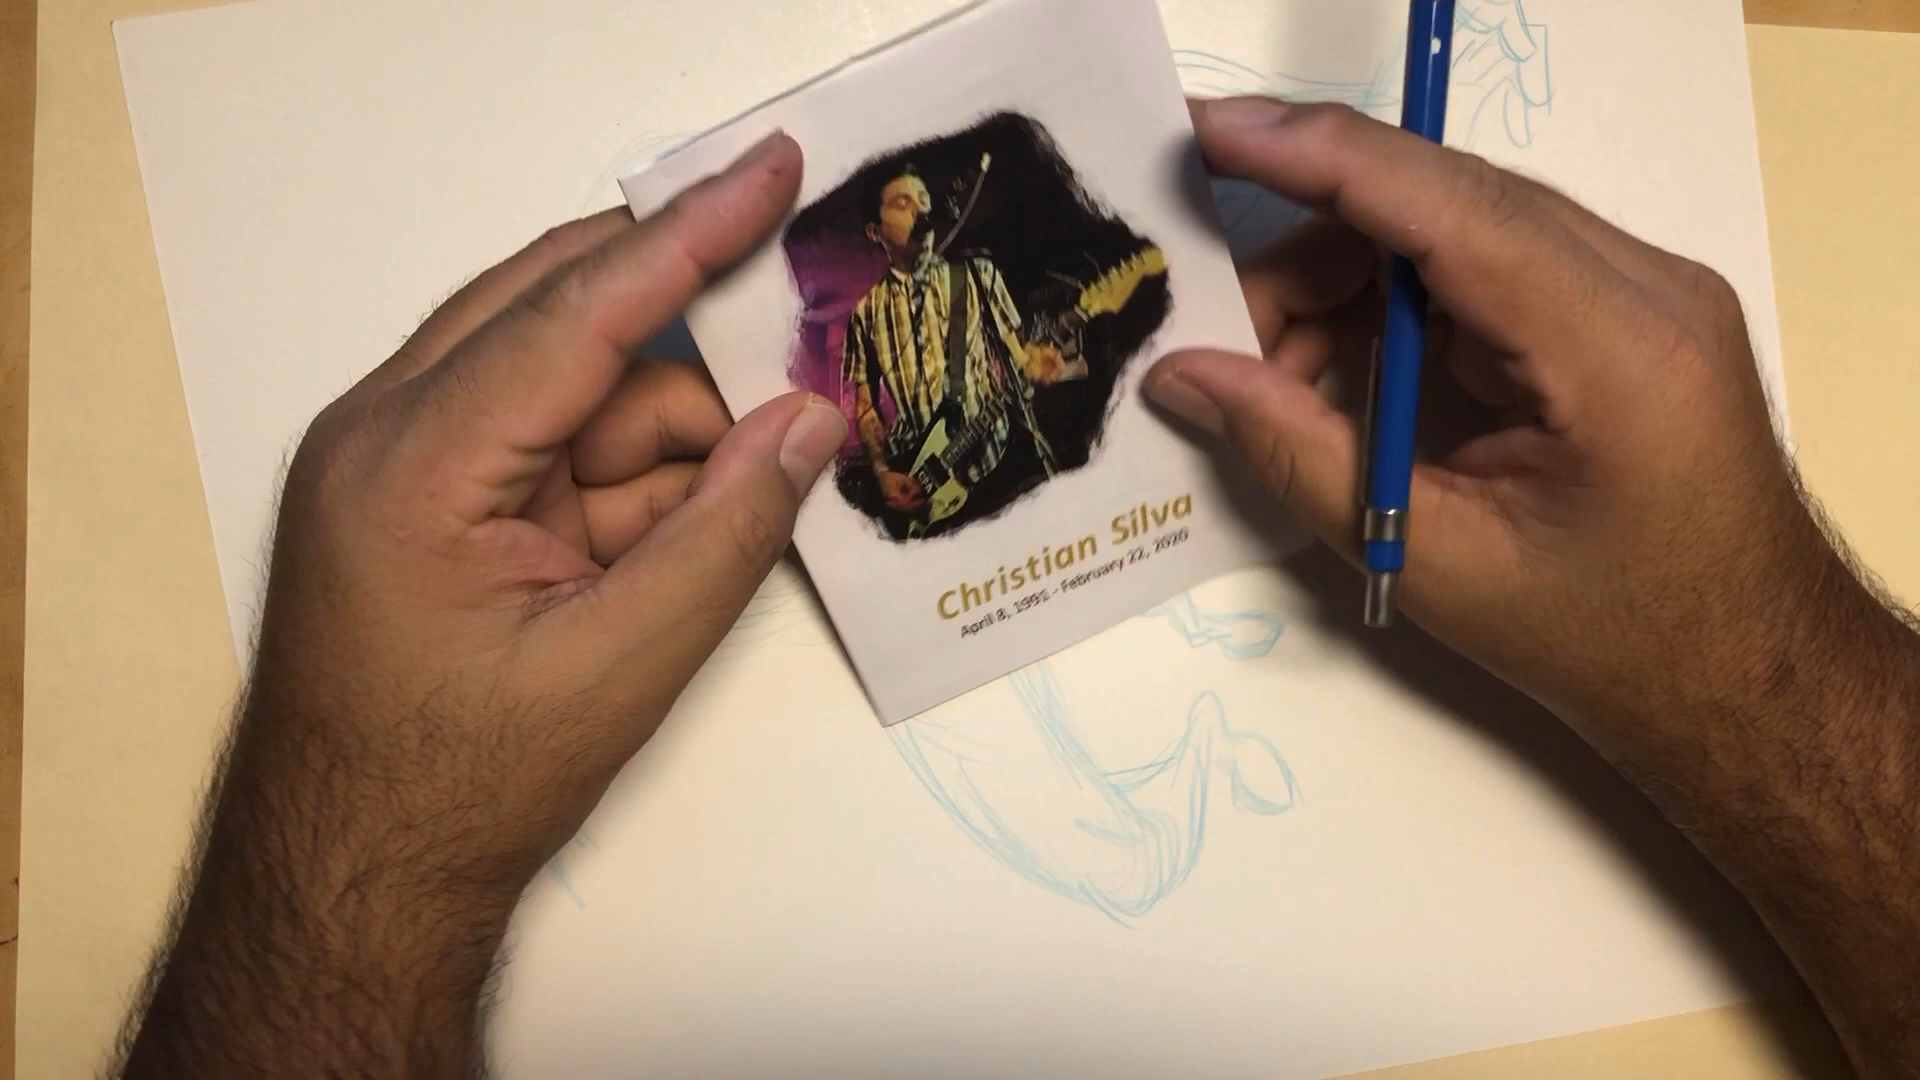 Christian Silva
April 8, 1991 - February 22, 2020